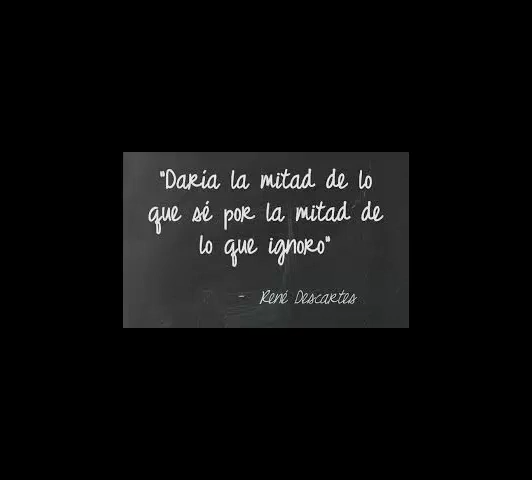 "Daría la mitad de lo
que sé por la mitad de
lo que ignoro"
- René Descartes